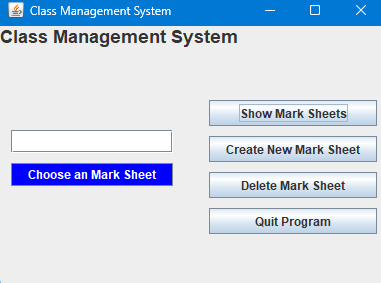 Class Management System
Class Management System
Show Mark Sheets
Create New Mark Sheet
Choose an Mark Sheet
Delete Mark Sheet
Quit Program